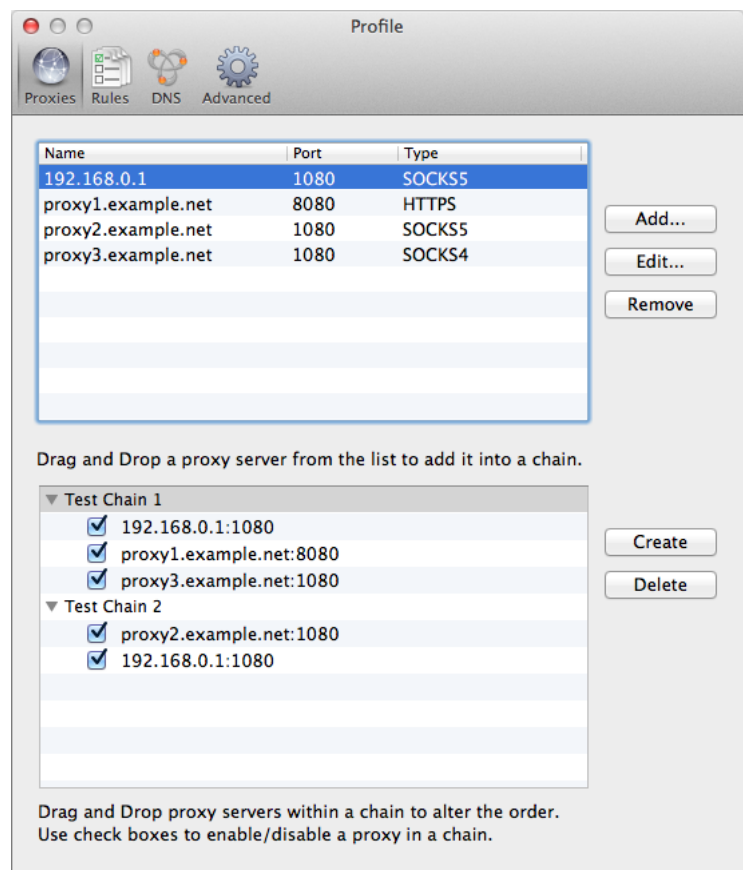 Profile
Proxies Rules DNS Advanced
Name Port Type
192.168.0.1 1080 SOCKS5
proxy1.example.net 8080 HTTPS
proxy2.example.net 1080 SOCKS5
proxy3.example.net 1080 SOCKS4
Add...
Edit...
Remove
Drag and Drop a proxy server from the list to add it into a chain.
Test Chain 1
192.168.0.1:1080
proxy1.example.net:8080
proxy3.example.net:1080
Test Chain 2
proxy2.example.net:1080
192.168.0.1:1080
Create
Delete
Drag and Drop proxy servers within a chain to alter the order.
Use check boxes to enable/disable a proxy in a chain.